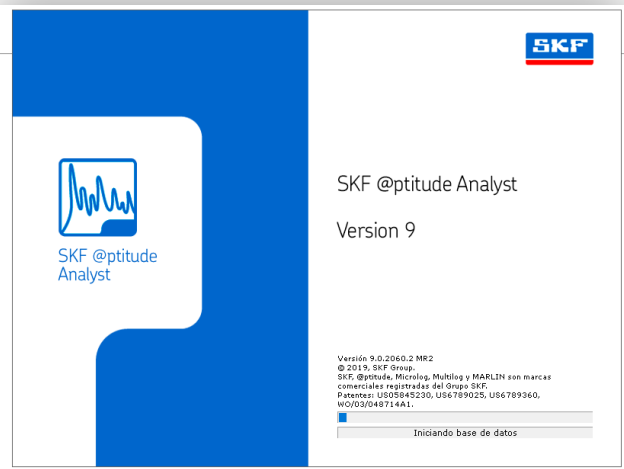 SKF
SKF @ptitude Analyst
Version 9
SKF @ptitude
Analyst
Versión 9.0.2060.2 MR2
@ 2019, SKF Group.
SKF, @ptitude, Microlog, Multilog y MARLIN son marcas
comerciales registradas del Grupo SKF.
Patentes: US05845230, US6789025, US6789360,
WO/03/048714A1.
Iniciando base de datos